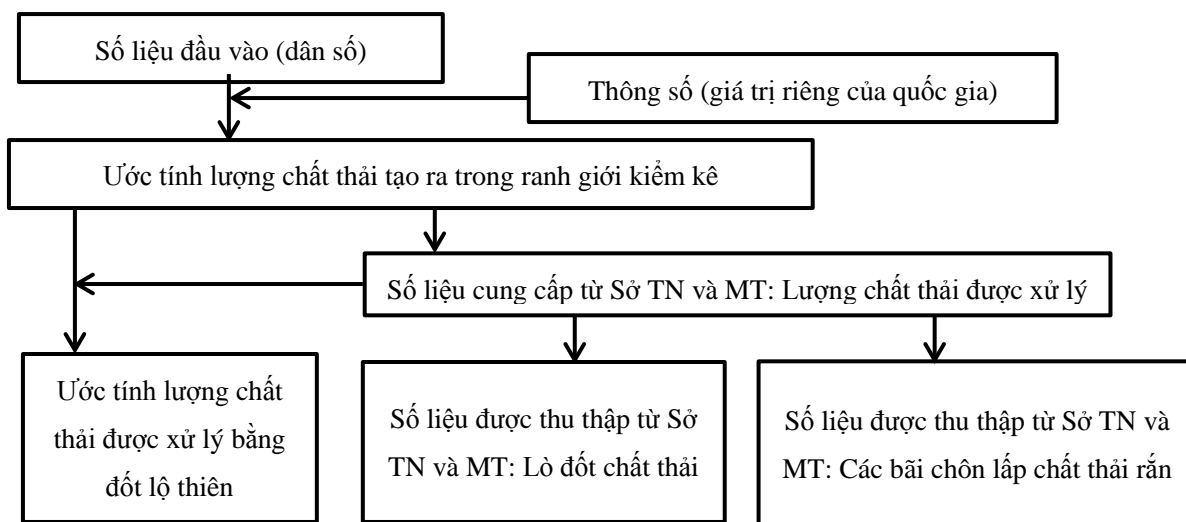 Số liệu đầu vào (dân số)
Thông số (giá trị riêng của quốc gia)
Ước tính lượng chất thải tạo ra trong ranh giới kiểm kê
Số liệu cung cấp từ Sở TN và MT: Lượng chất thải được xử lý
Ước tính lượng chất
thải được xử lý bằng
đốt lộ thiên
Số liệu được thu thập từ Sở
TN và MT: Lò đốt chất thải
Số liệu được thu thập từ Sở TN và
MT: Các bãi chôn lấp chất thải rắn